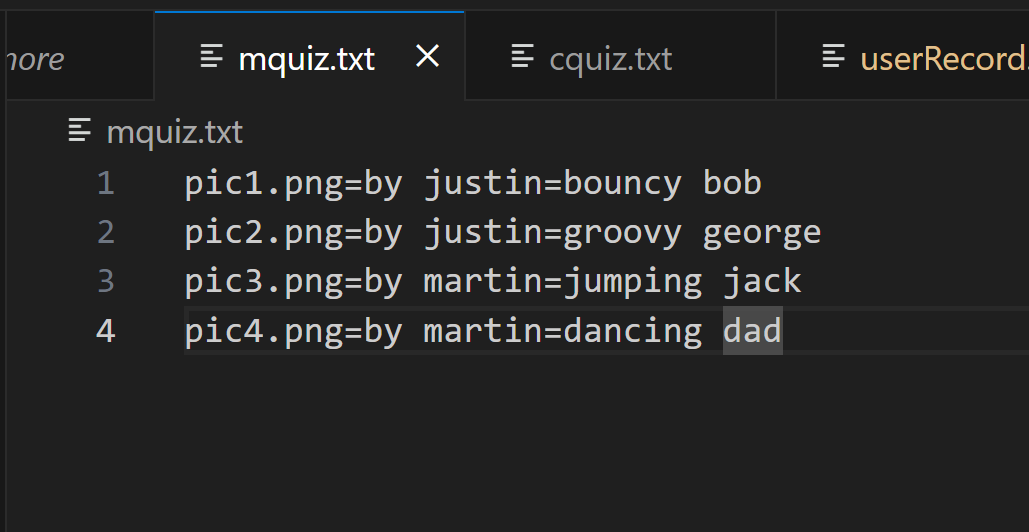 more mquiz.txt cquiz.txt userRecord.
mquiz.txt
1 pic1.png=by justin=bouncy bob
2 pic2.png=by justin=groovy george
3 pic3.png=by martin=jumping jack
4 pic4.png=by martin=dancing dad